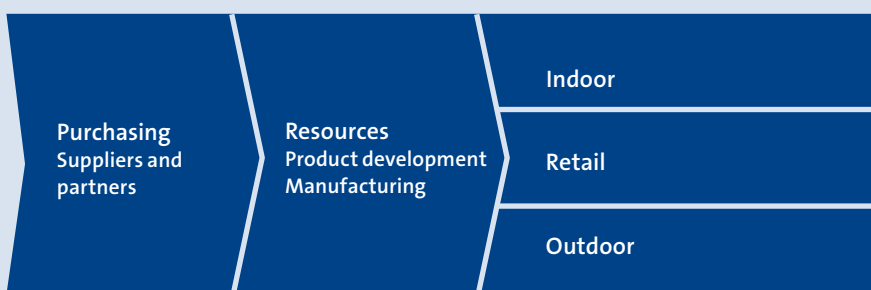 Purchasing
Suppliers and
partners
Resources
Product development
Manufacturing
Indoor
Retail
Outdoor